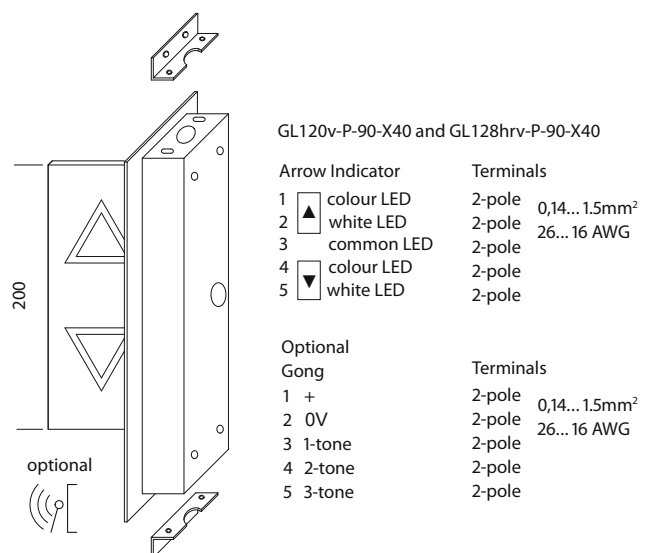 GL120v-P-90-X40 and GL128hrv-P-90-X40
Arrow Indicator Terminals
1 ▲ colour LED 2-pole 0,14... 1.5mm²
2 white LED 2-pole 26... 16 AWG
3 common LED 2-pole
4 ▼ colour LED 2-pole
5 white LED 2-pole
200
Optional
Gong Terminals
1 + 2-pole 0,14... 1.5mm²
2 0V 2-pole 26... 16 AWG
3 1-tone 2-pole
4 2-tone 2-pole
5 3-tone 2-pole
optional